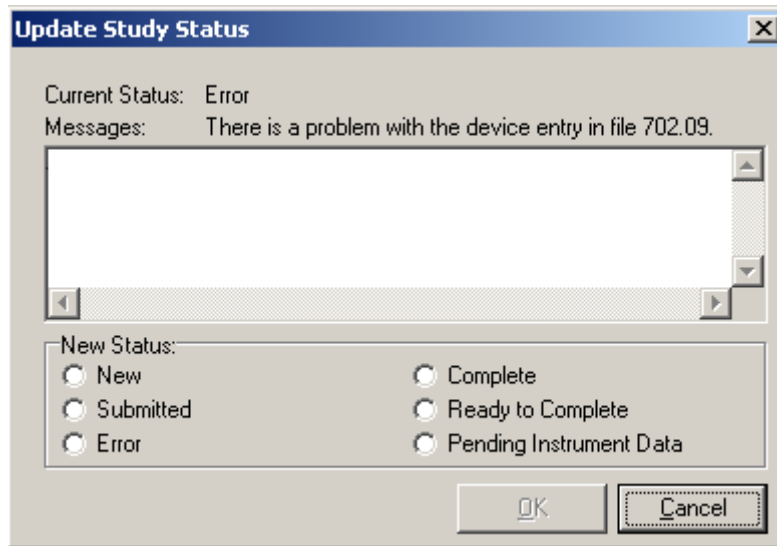 Update Study Status
Current Status: Error
Messages: There is a problem with the device entry in file 702.09.
New Status:
New
Complete
Submitted
Ready to Complete
Error
Pending Instrument Data
OK
Cancel